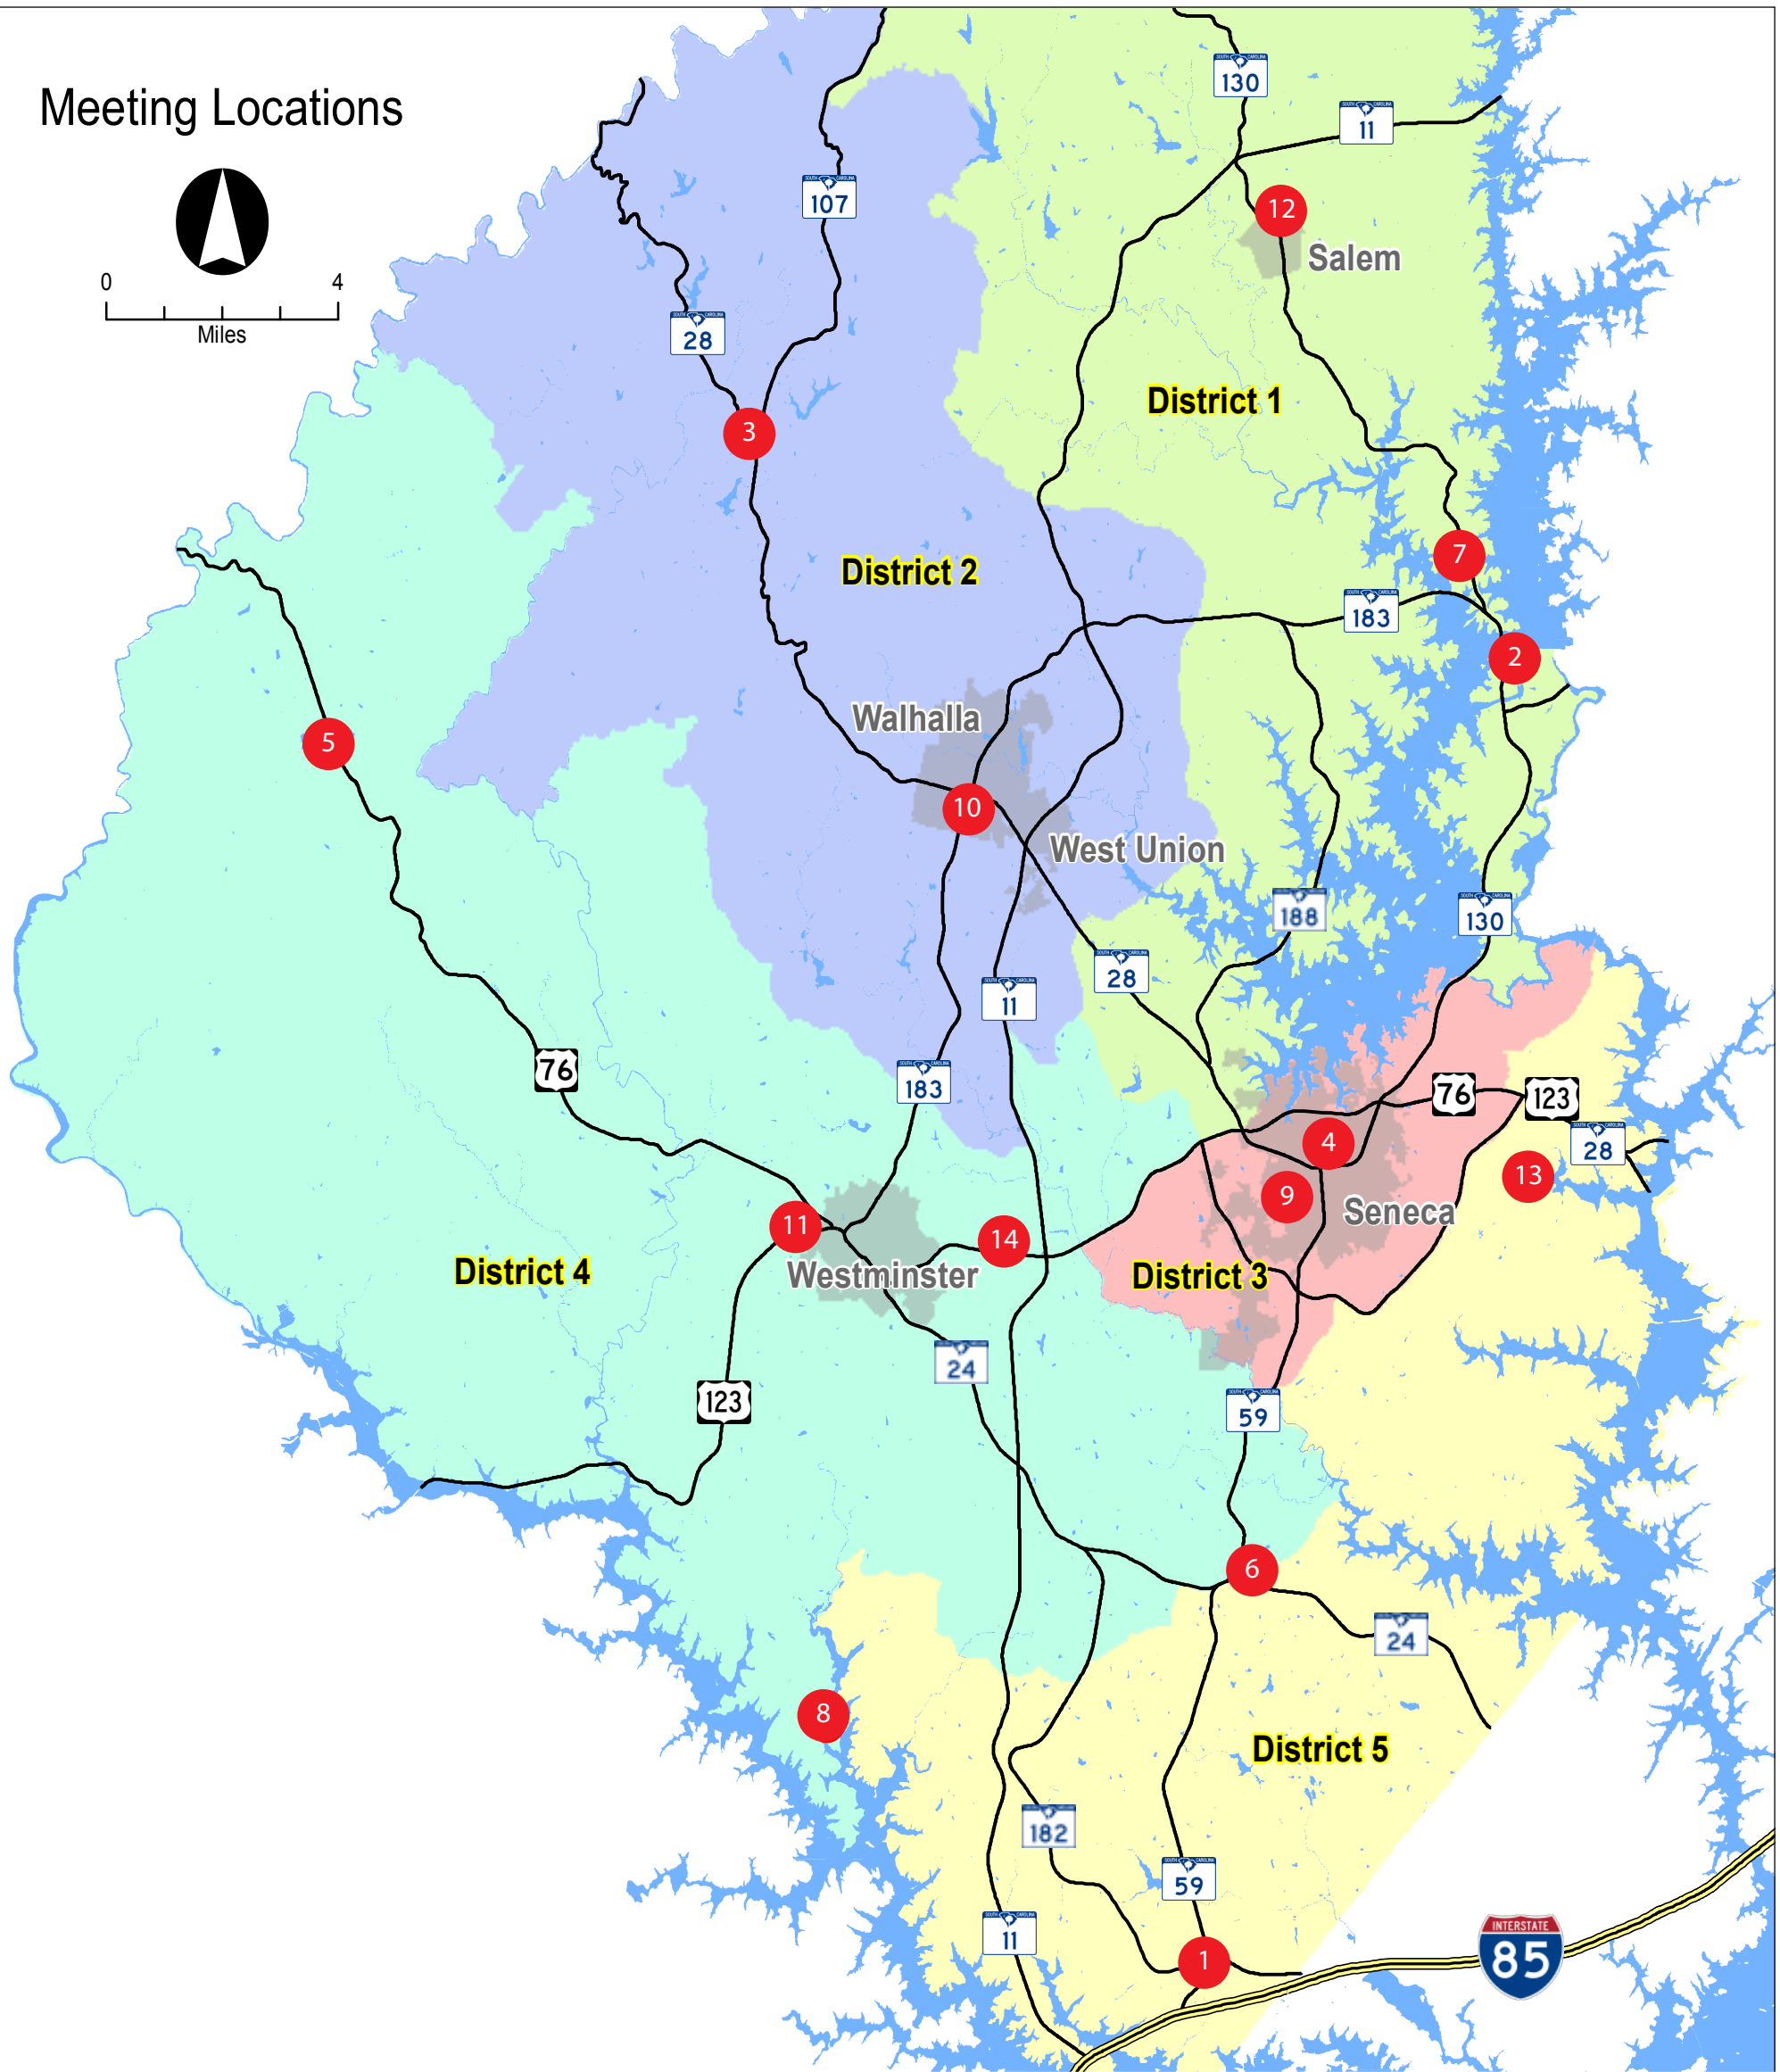 Meeting Locations
0 4
Miles
130
11
107
12
Salem
28
District 1
3
District 2
7
183
2
Walhalla
5
10
West Union
188
130
28
11
76
183
76
123
28
4
13
9
Seneca
11
14
District 4
Westminster
District 3
24
123
59
6
24
8
District 5
182
59
11
1
INTERSTATE
85